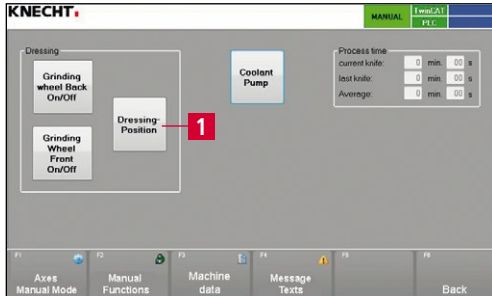 KNECHT.
MANUAL
TwinCAT
PLC
Dressing
Grinding
wheel Back
On/Off
Dressing-
Position
1
Grinding
Wheel
Front
On/Off
Coolant
Pump
Process time
current knife: 0 min. 00 s
last knife: 0 min. 00 s
Average: 0 min. 00 s
F1
Axes
Manual Mode
F2
Manual
Functions
F3
Machine
data
F4
Message
Texts
F5
F6
Back